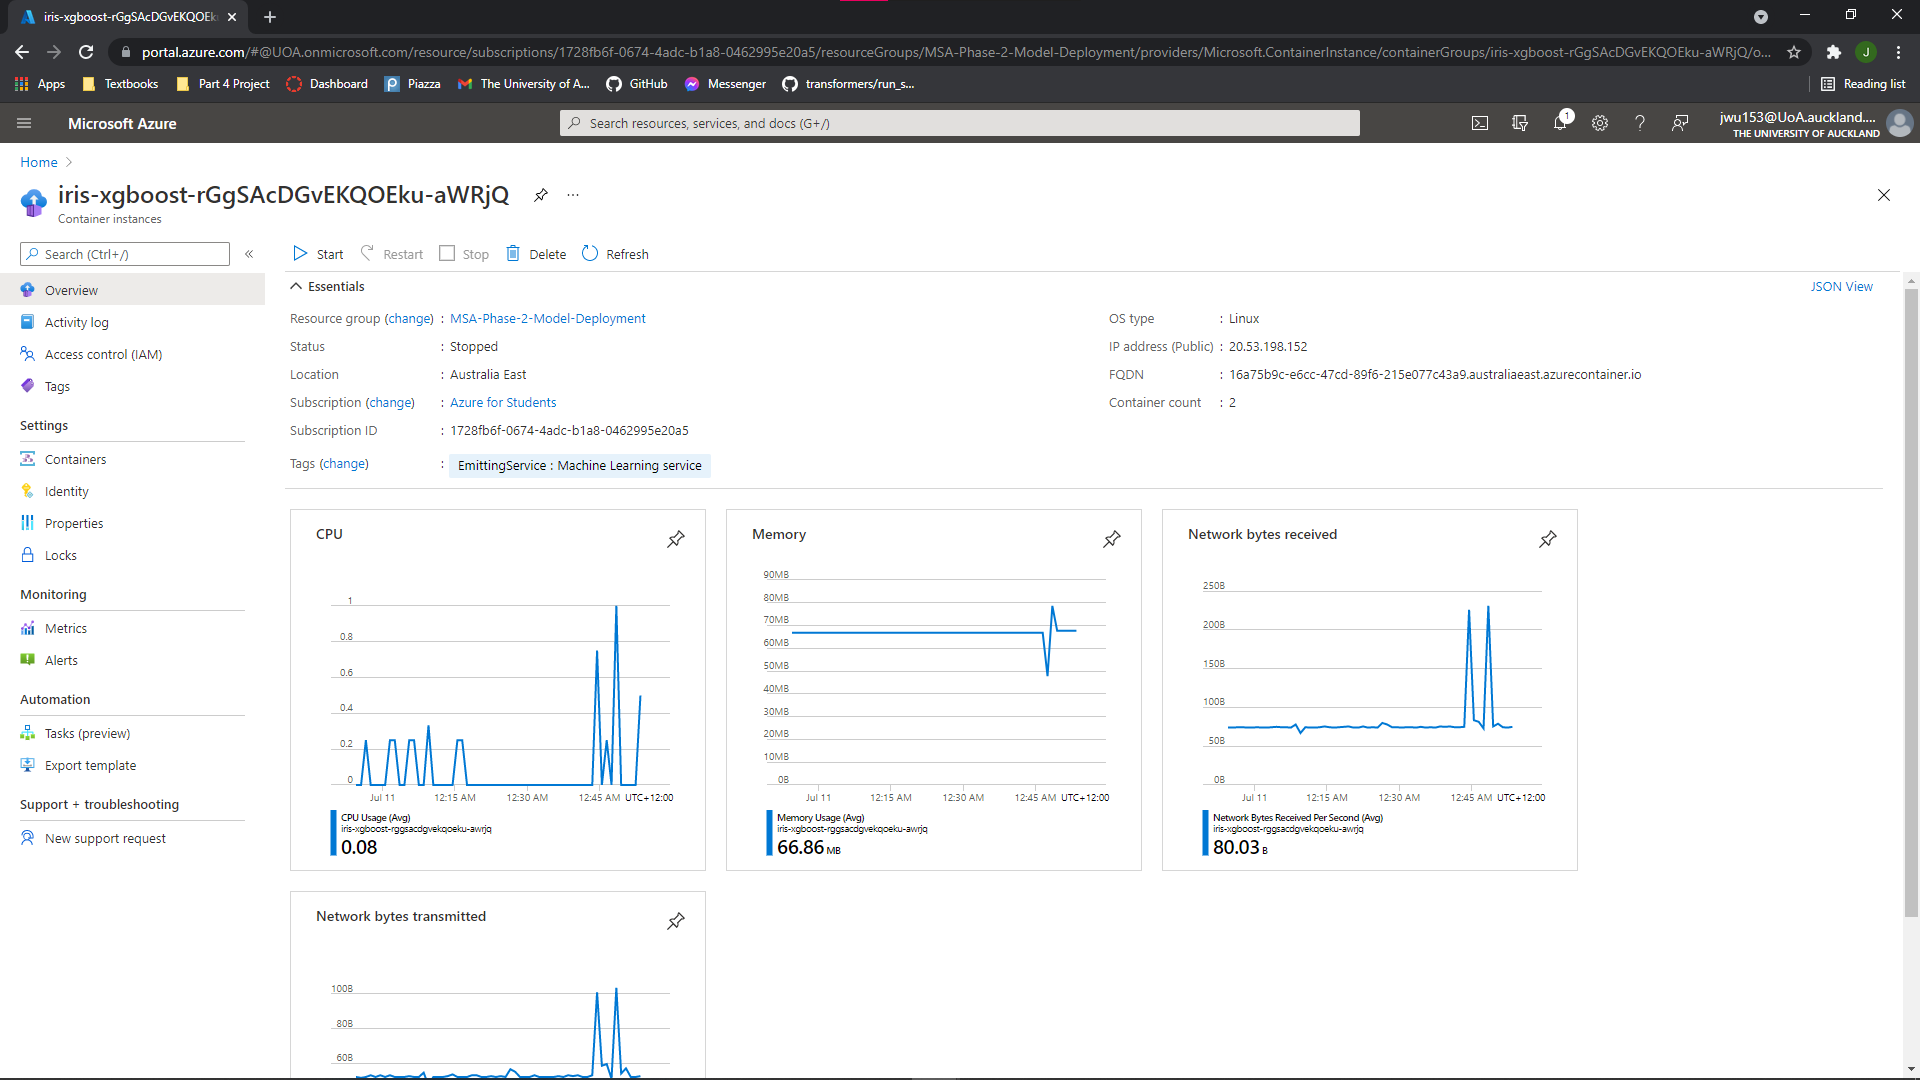 iris-xgboost-rGgSAcDGvEKQOEku
portal.azure.com/#@UOA.onmicrosoft.com/resource/subscriptions/1728fb6f-0674-4adc-b1a8-0462995e20a5/resourceGroups/MSA-Phase-2-Model-Deployment/providers/Microsoft.ContainerInstance/containerGroups/iris-xgboost-rGgSAcDGvEKQOEku-aWRjQ/o...
J
Apps Textbooks Part 4 Project Dashboard Piazza The University of A... GitHub Messenger transformers/run_s... Reading list
Microsoft Azure
Search resources, services, and docs (G+/)
1
jwu153@UoA.auckland....
THE UNIVERSITY OF AUCKLAND
Home
iris-xgboost-rGgSAcDGvEKQOEku-aWRjQ ...
Container instances
Search (Ctrl+/)
«
Overview
Activity log
Access control (IAM)
Tags
Settings
Containers
Identity
Properties
Locks
Monitoring
Metrics
Alerts
Automation
Tasks (preview)
Export template
Support + troubleshooting
New support request
Start Restart Stop Delete Refresh
Essentials
JSON View
Resource group (change) : MSA-Phase-2-Model-Deployment
Status : Stopped
Location : Australia East
Subscription (change) : Azure for Students
Subscription ID : 1728fb6f-0674-4adc-b1a8-0462995e20a5
Tags (change) : EmittingService : Machine Learning service
OS type : Linux
IP address (Public) : 20.53.198.152
FQDN : 16a75b9c-e6cc-47cd-89f6-215e077c43a9.australiaeast.azurecontainer.io
Container count : 2
CPU
1
0.8
0.6
0.4
0.2
0
Jul 11 12:15 AM 12:30 AM 12:45 AM UTC+12:00
CPU Usage (Avg)
iris-xgboost-rggsacdgvekqoeku-awrjq
0.08
Memory
90MB
80MB
70MB
60MB
50MB
40MB
30MB
20MB
10MB
0B
Jul 11 12:15 AM 12:30 AM 12:45 AM UTC+12:00
Memory Usage (Avg)
iris-xgboost-rggsacdgvekqoeku-awrjq
66.86 MB
Network bytes received
250B
200B
150B
100B
50B
0B
Jul 11 12:15 AM 12:30 AM 12:45 AM UTC+12:00
Network Bytes Received Per Second (Avg)
iris-xgboost-rggsacdgvekqoeku-awrjq
80.03 B
Network bytes transmitted
100B
80B
60B